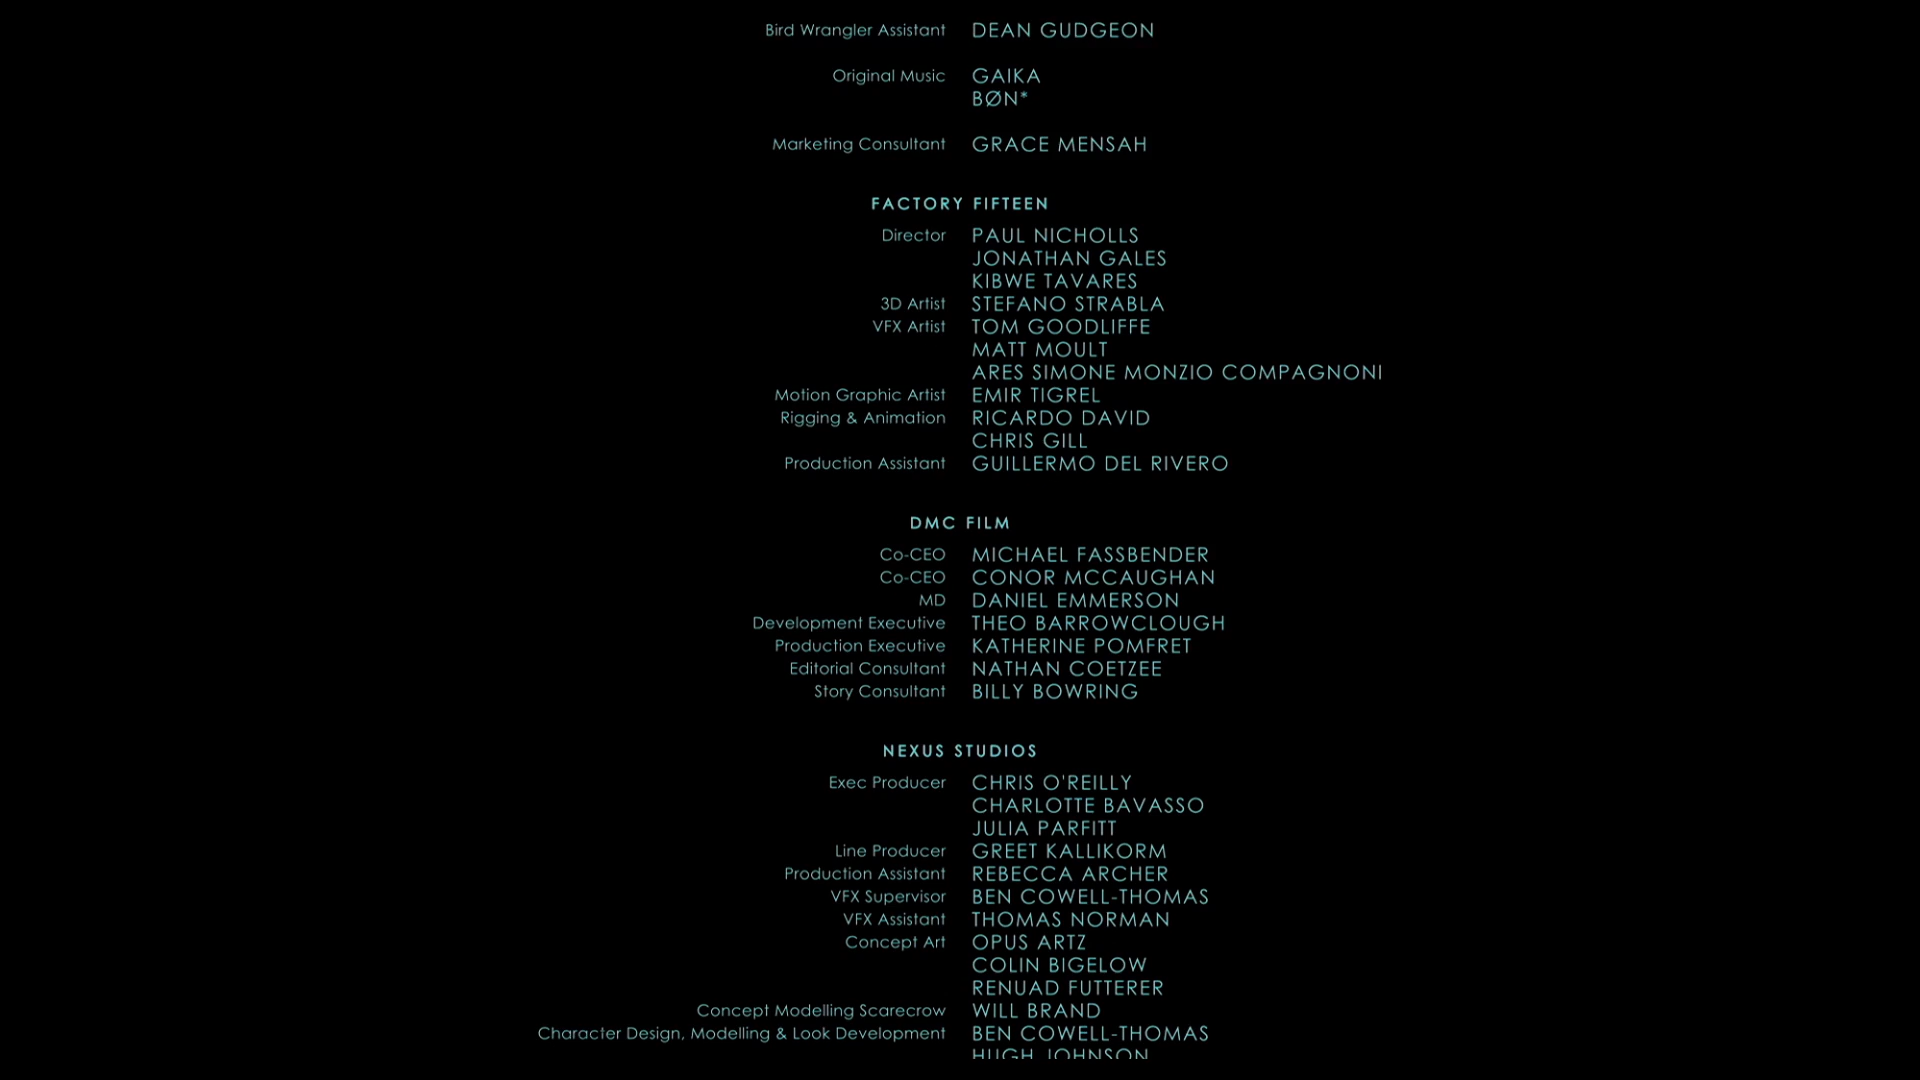 Bird Wrangler Assistant DEAN GUDGEON
Original Music GAIKA
BØN*
Marketing Consultant GRACE MENSAH
FACTORY FIFTEEN
Director PAUL NICHOLLS
JONATHAN GALES
KIBWE TAVARES
3D Artist STEFANO STRABLA
VFX Artist TOM GOODLIFFE
MATT MOULT
ARES SIMONE MONZIO COMPAGNONI
Motion Graphic Artist EMIR TIGREL
Rigging & Animation RICARDO DAVID
CHRIS GILL
Production Assistant GUILLERMO DEL RIVERO
DMC FILM
Co-CEO MICHAEL FASSBENDER
Co-CEO CONOR MCCAUGHAN
MD DANIEL EMMERSON
Development Executive THEO BARROWCLOUGH
Production Executive KATHERINE POMFRET
Editorial Consultant NATHAN COETZEE
Story Consultant BILLY BOWRING
NEXUS STUDIOS
Exec Producer CHRIS O'REILLY
CHARLOTTE BAVASSO
JULIA PARFITT
Line Producer GREET KALLIKORM
Production Assistant REBECCA ARCHER
VFX Supervisor BEN COWELL-THOMAS
VFX Assistant THOMAS NORMAN
Concept Art OPUS ARTZ
COLIN BIGELOW
RENUAD FUTTERER
Concept Modelling Scarecrow WILL BRAND
Character Design, Modelling & Look Development BEN COWELL-THOMAS
HUGH JOHNSON